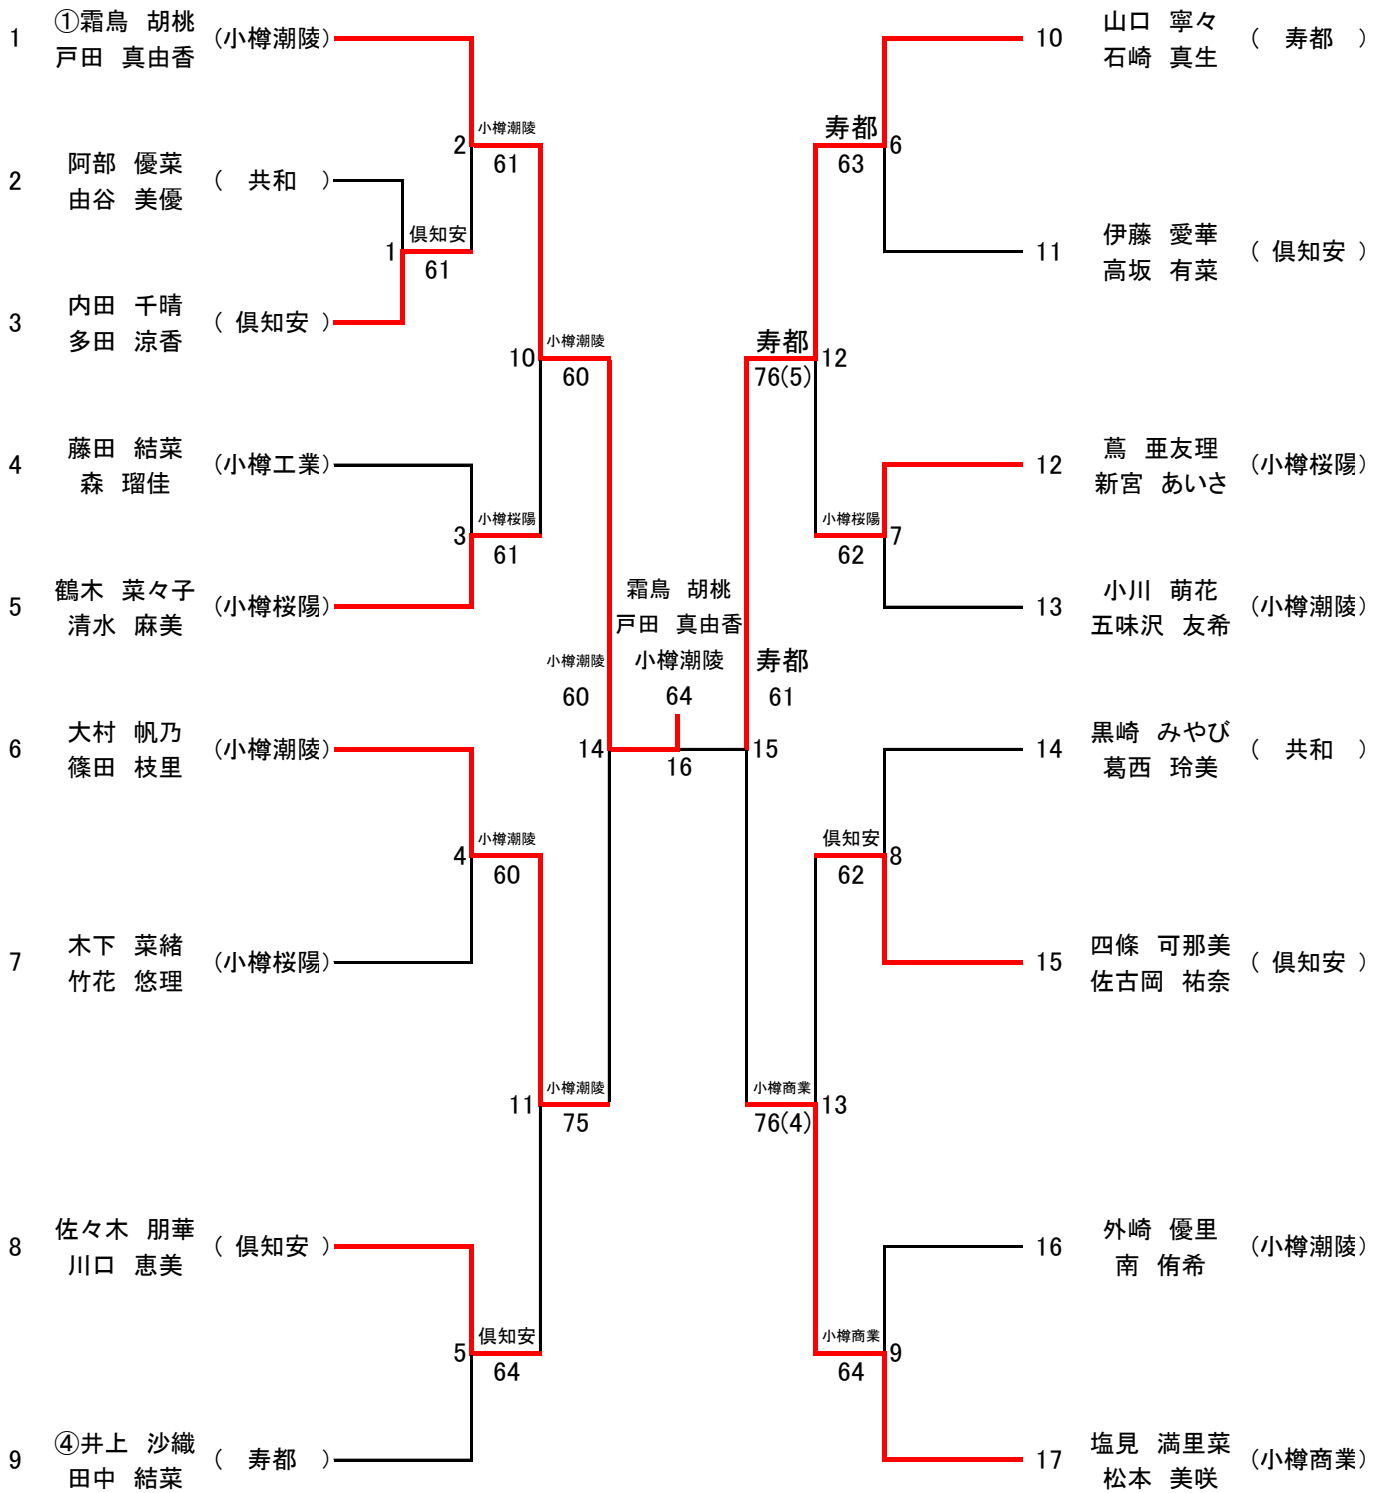 1 ①霜鳥 胡桃 (小樽潮陵)
戸田 真由香
2 阿部 優菜 ( 共和 )
由谷 美優
3 内田 千晴 ( 倶知安 )
多田 涼香
4 藤田 結菜 (小樽工業)
森 瑠佳
5 鶴木 菜々子 (小樽桜陽)
清水 麻美
6 大村 帆乃 (小樽潮陵)
篠田 枝里
7 木下 菜緒 (小樽桜陽)
竹花 悠理
8 佐々木 朋華 ( 倶知安 )
川口 恵美
9 ④井上 沙織 ( 寿都 )
田中 結菜
1
倶知安
61
2
小樽潮陵
61
3
小樽桜陽
61
4
小樽潮陵
60
5
倶知安
64
10
小樽潮陵
60
11
小樽潮陵
75
小樽潮陵
60
14
霜鳥 胡桃
戸田 真由香
小樽潮陵
64
16
寿都
61
15
寿都
76(5)
12
小樽商業
76(4)
13
寿都
63
6
小樽桜陽
62
7
倶知安
62
8
小樽商業
64
9
10 山口 寧々 ( 寿都 )
石崎 真生
11 伊藤 愛華 ( 倶知安 )
高坂 有菜
12 蔦 亜友理 (小樽桜陽)
新宮 あいさ
13 小川 萌花 (小樽潮陵)
五味沢 友希
14 黒崎 みやび ( 共和 )
葛西 玲美
15 四條 可那美 ( 倶知安 )
佐古岡 祐奈
16 外崎 優里 (小樽潮陵)
南 侑希
17 塩見 満里菜 (小樽商業)
松本 美咲